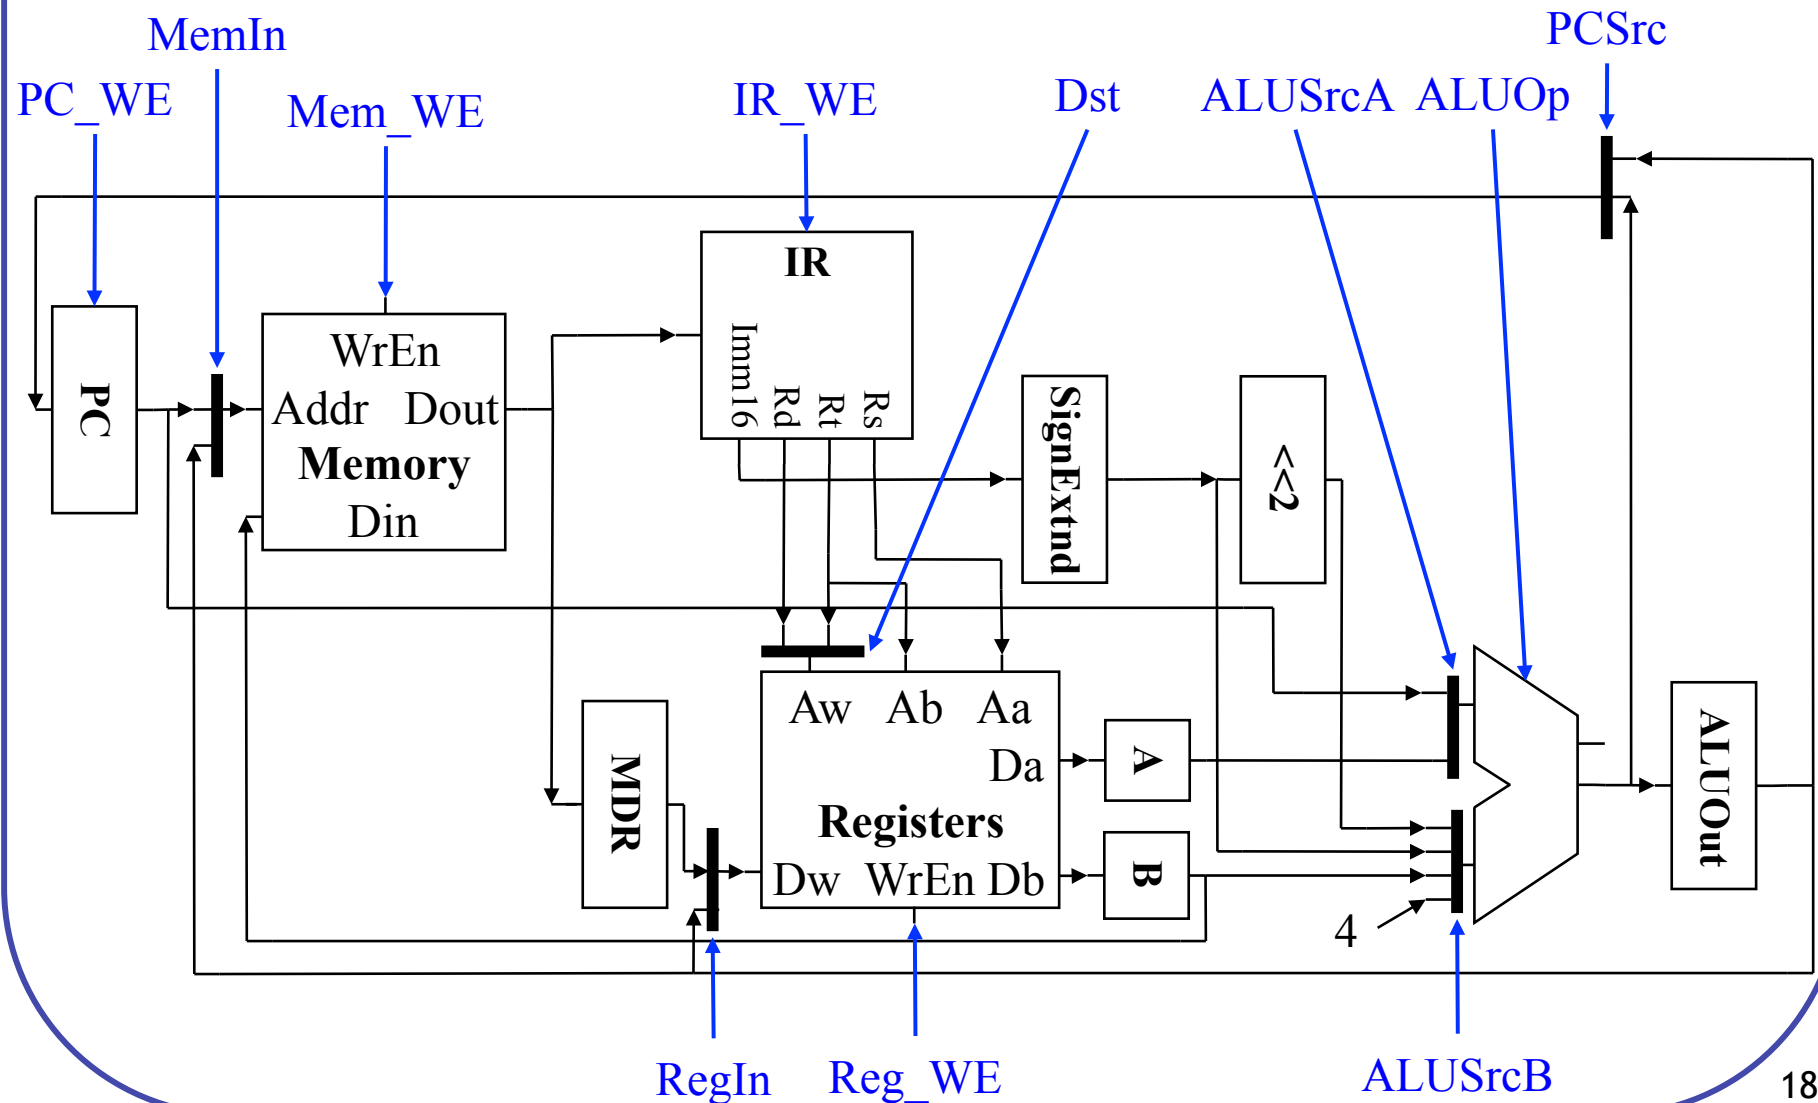 MemIn
PCSrc
PC_WE
Mem_WE
IR_WE
Dst
ALUSrcA
ALUOp
IR
Imm16
Rd
Rt
Rs
PC
WrEn
Addr Dout
Memory
Din
SignExtnd
<<2
Aw Ab Aa
Da
Registers
Dw WrEn Db
MDR
A
B
4
ALUOut
RegIn
Reg_WE
ALUSrcB
18